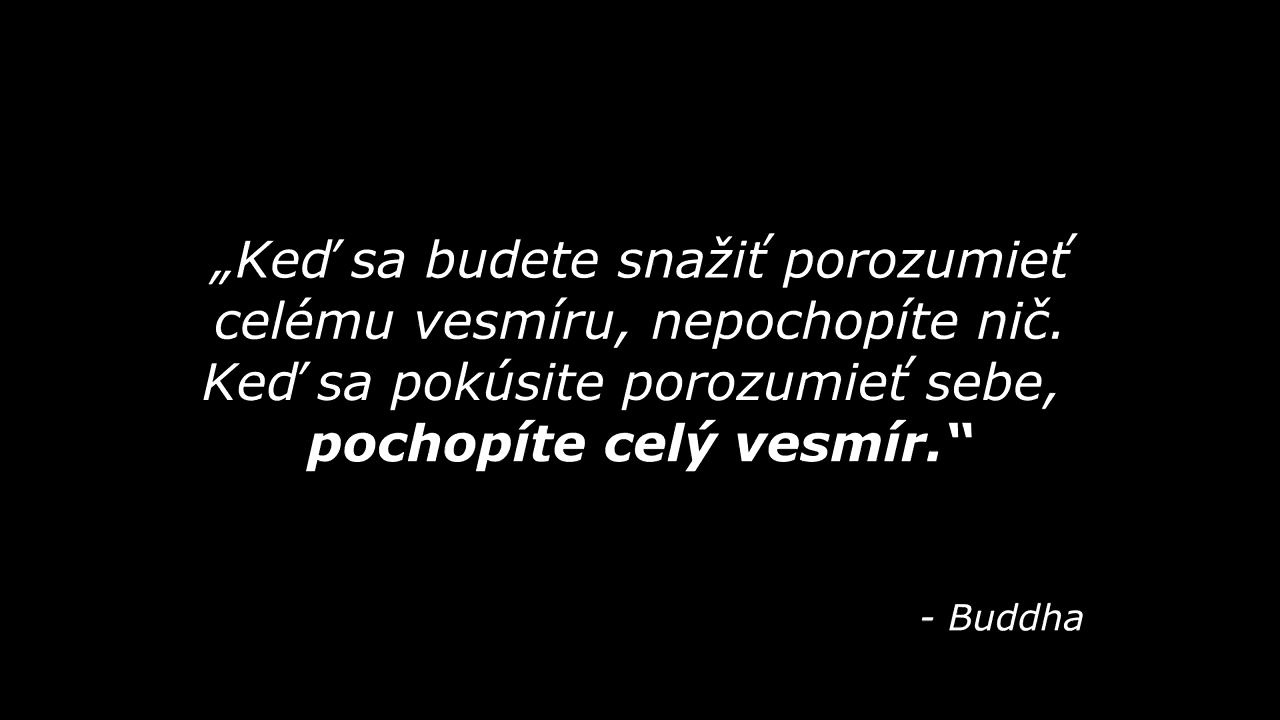 „Keď sa budete snažiť porozumieť
celému vesmíru, nepochopíte nič.
Keď sa pokúsite porozumieť sebe,
pochopíte celý vesmír.“
- Buddha